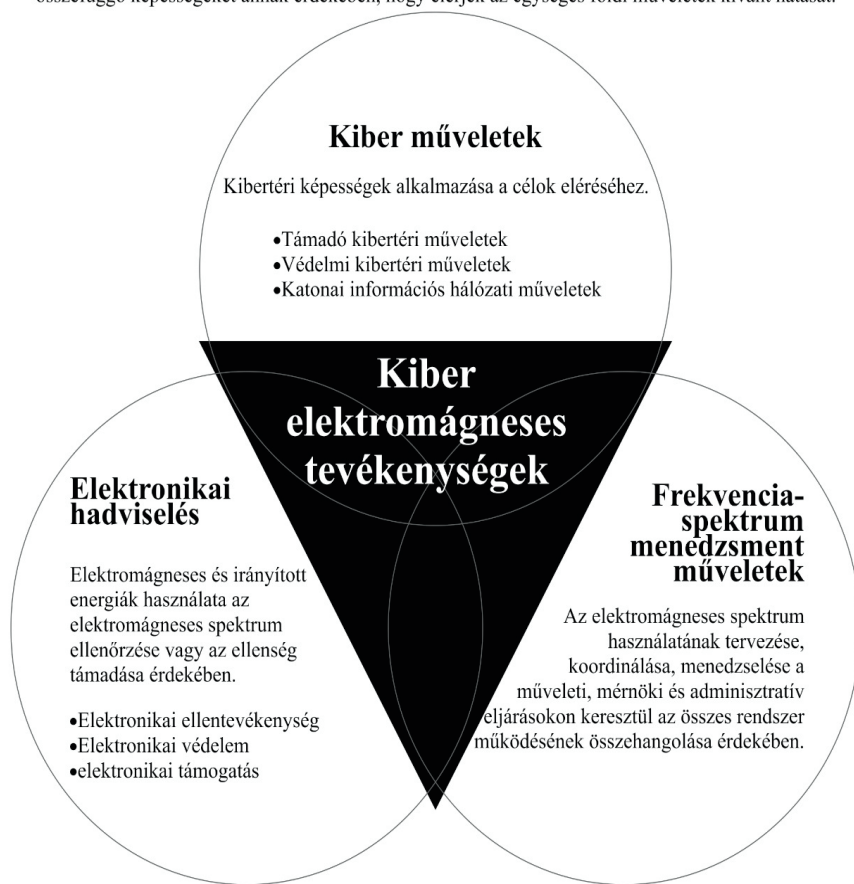 összefüggő képességeket annak érdekében, hogy elérjék az egységes földi műveletek kívánt hatását.
Kiber műveletek
Kibertéri képességek alkalmazása a célok eléréséhez.
•Támadó kibertéri műveletek
•Védelmi kibertéri műveletek
•Katonai információs hálózati műveletek
Kiber
elektromágneses
tevékenységek
Elektronikai
hadviselés
Elektromágneses és irányított
energiák használata az
elektromágneses spektrum
ellenőrzése vagy az ellenség
támadása érdekében.
•Elektronikai ellentevékenység
•Elektronikai védelem
•elektronikai támogatás
Frekvencia-
spektrum
menedzsment
műveletek
Az elektromágneses spektrum
használatának tervezése,
koordinálása, menedzselése a
műveleti, mérnöki és adminisztratív
eljárásokon keresztül az összes rendszer
működésének összehangolása érdekében.